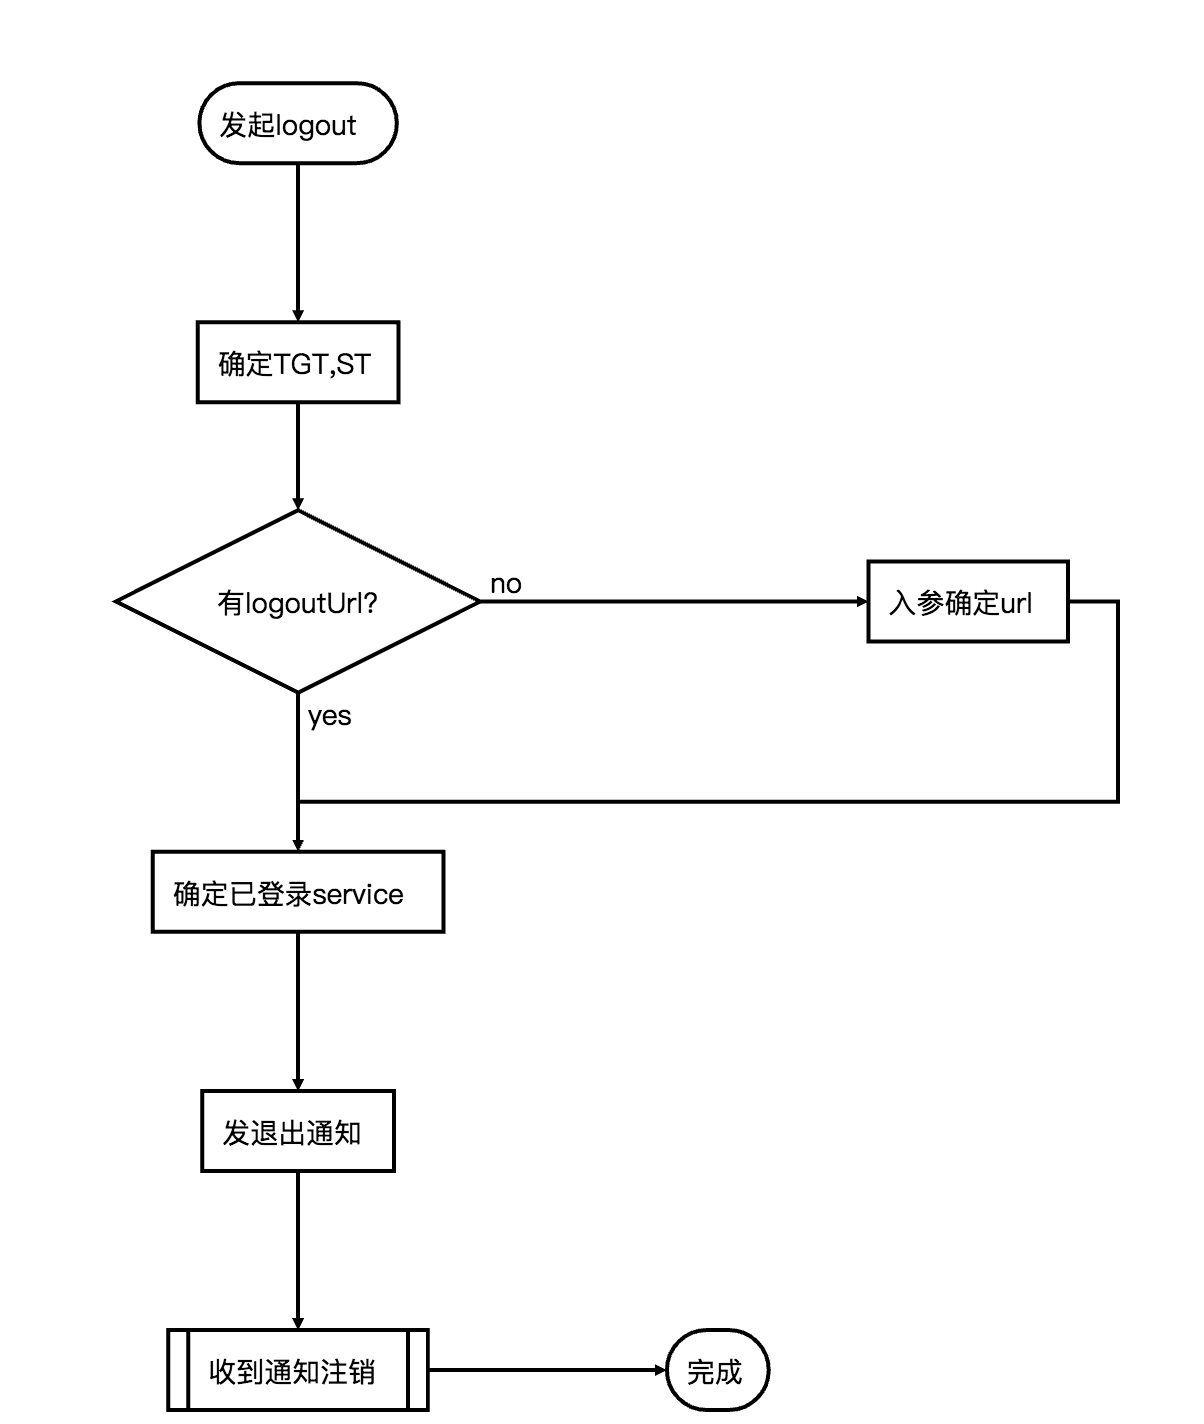 发起logout
确定TGT,ST
有logoutUrl?
no
入参确定url
yes
确定已登录service
发退出通知
收到通知注销
完成